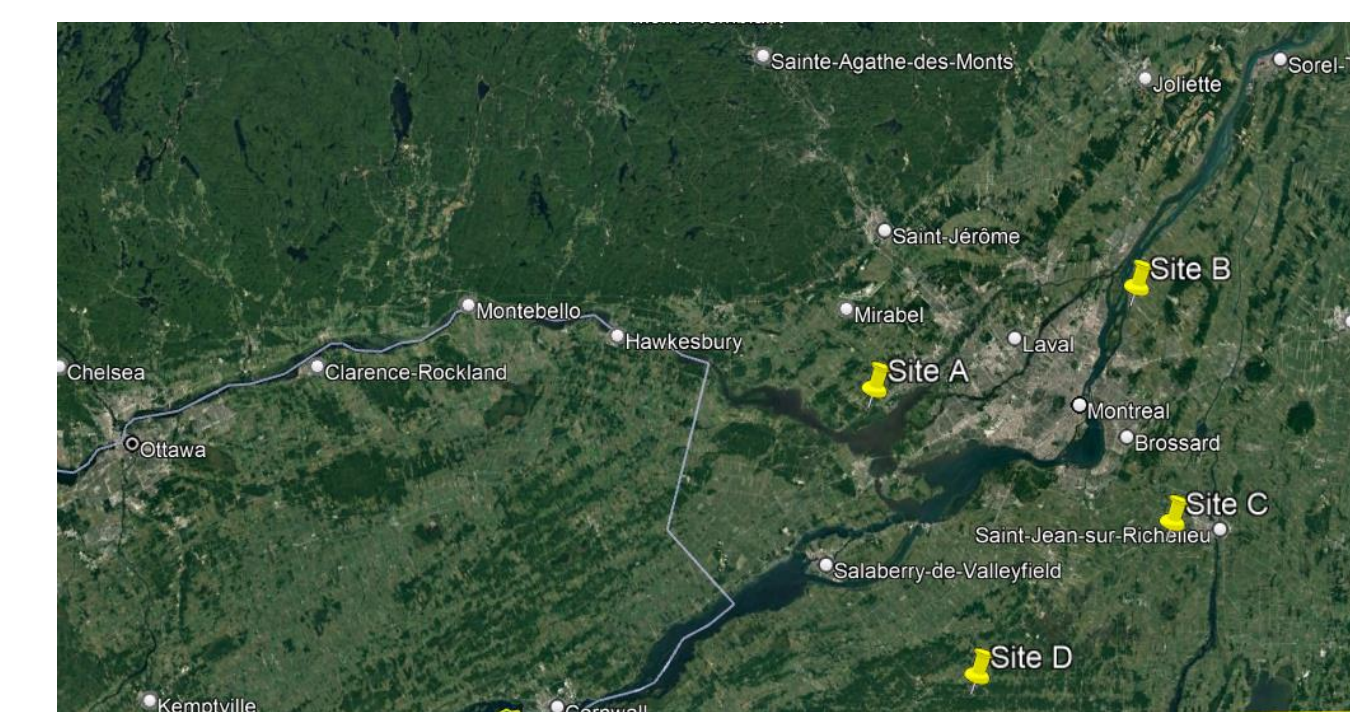 Sainte-Agathe-des-Monts
Sorel-T
Joliette
Saint-Jérôme
Site B
Montebello
Mirabel
Hawkesbury
Laval
Chelsea
Clarence-Rockland
Site A
Montreal
Ottawa
Brossard
Site C
Saint-Jean-sur-Richelieu
Salaberry-de-Valleyfield
Site D
Kemptville
Cornwall